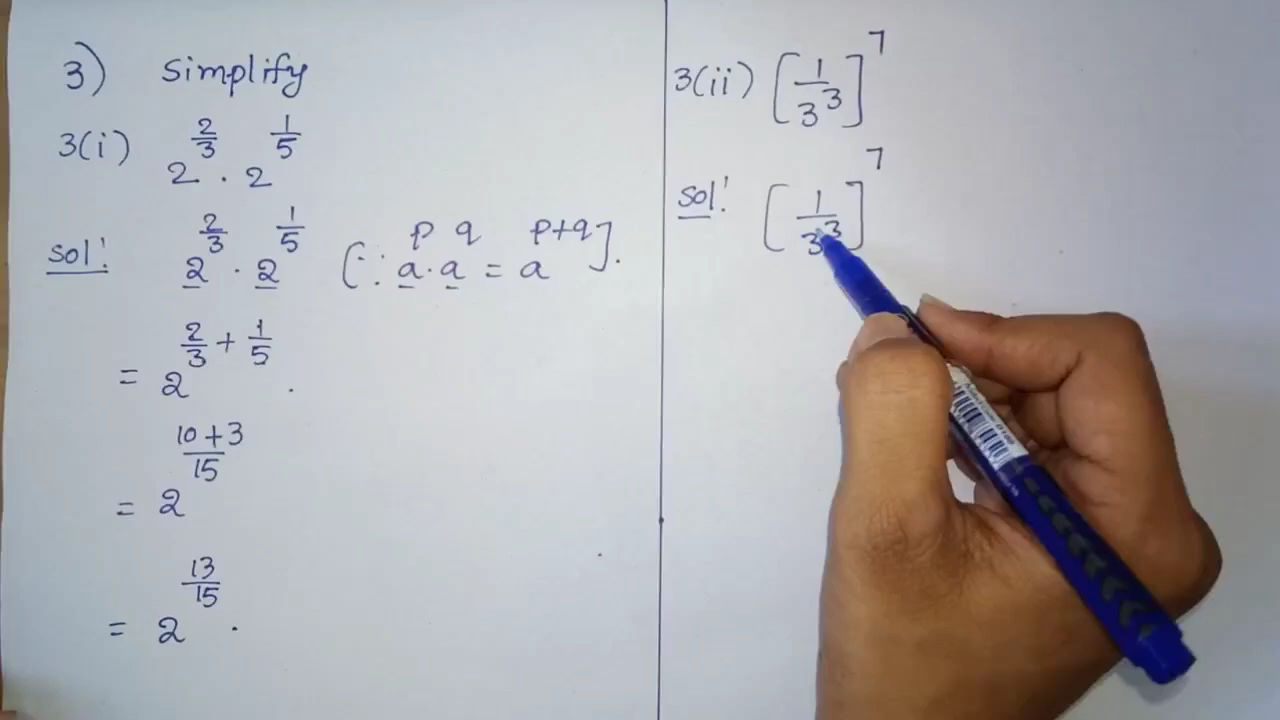 3) Simplify
3(i) 2^(2/3) . 2^(1/5)
Sol! 2^(2/3) . 2^(1/5) (∵ a^p . a^q = a^(p+q)].
= 2^(2/3 + 1/5) .
= 2^((10+3)/15)
= 2^(13/15) .
3(ii) [1/3^3]^7
Sol! [1/3^3]^7